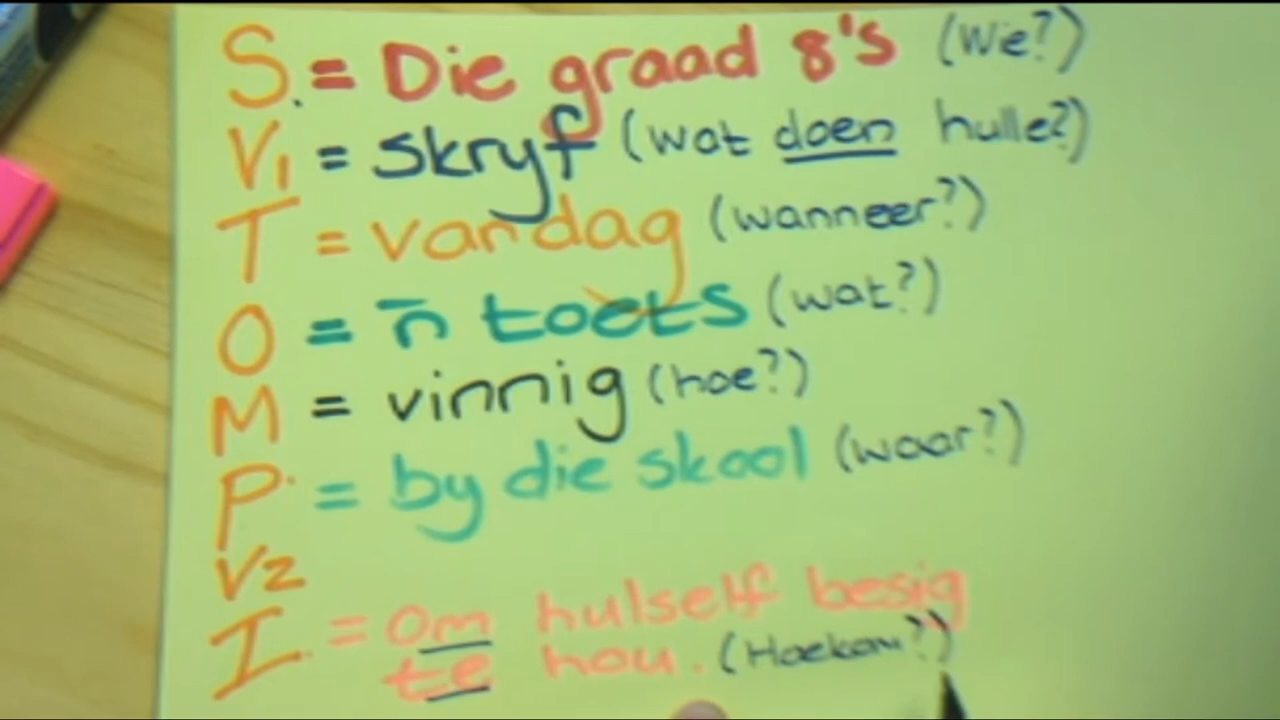 S. = Die graad 8's (Wie?)
V1 = skryf (wat doen hulle?)
T = vandag (wanneer?)
O = 'n toets (wat?)
M = vinnig (hoe?)
P. = by die skool (waar?)
V2
I. = om hulself besig
te hou. (Hoekom?)